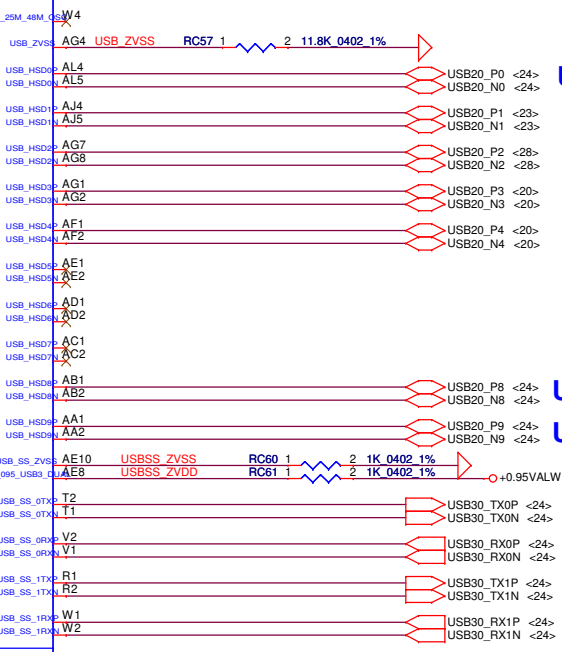 _25M_48M_OSC W4
USB_ZVSS AG4 USB_ZVSS RC57 1 2 11.8K_0402_1%
USB_HSD0P AL4 USB20_P0 <24>
USB_HSD0N AL5 USB20_N0 <24>
USB_HSD1P AJ4 USB20_P1 <23>
USB_HSD1N AJ5 USB20_N1 <23>
USB_HSD2P AG7 USB20_P2 <28>
USB_HSD2N AG8 USB20_N2 <28>
USB_HSD3P AG1 USB20_P3 <20>
USB_HSD3N AG2 USB20_N3 <20>
USB_HSD4P AF1 USB20_P4 <20>
USB_HSD4N AF2 USB20_N4 <20>
USB_HSD5P AE1
USB_HSD5N AE2
USB_HSD6P AD1
USB_HSD6N AD2
USB_HSD7P AC1
USB_HSD7N AC2
USB_HSD8P AB1 USB20_P8 <24>
USB_HSD8N AB2 USB20_N8 <24>
USB_HSD9P AA1 USB20_P9 <24>
USB_HSD9N AA2 USB20_N9 <24>
USB_SS_ZVSS AE10 USBSS_ZVSS RC60 1 2 1K_0402_1%
095_USB3_DUAL AE8 USBSS_ZVDD RC61 1 2 1K_0402_1% +0.95VALW
USB_SS_0TXP T2 USB30_TX0P <24>
USB_SS_0TXN T1 USB30_TX0N <24>
USB_SS_0RXP V2 USB30_RX0P <24>
USB_SS_0RXN V1 USB30_RX0N <24>
USB_SS_1TXP R1 USB30_TX1P <24>
USB_SS_1TXN R2 USB30_TX1N <24>
USB_SS_1RXP W1 USB30_RX1P <24>
USB_SS_1RXN W2 USB30_RX1N <24>